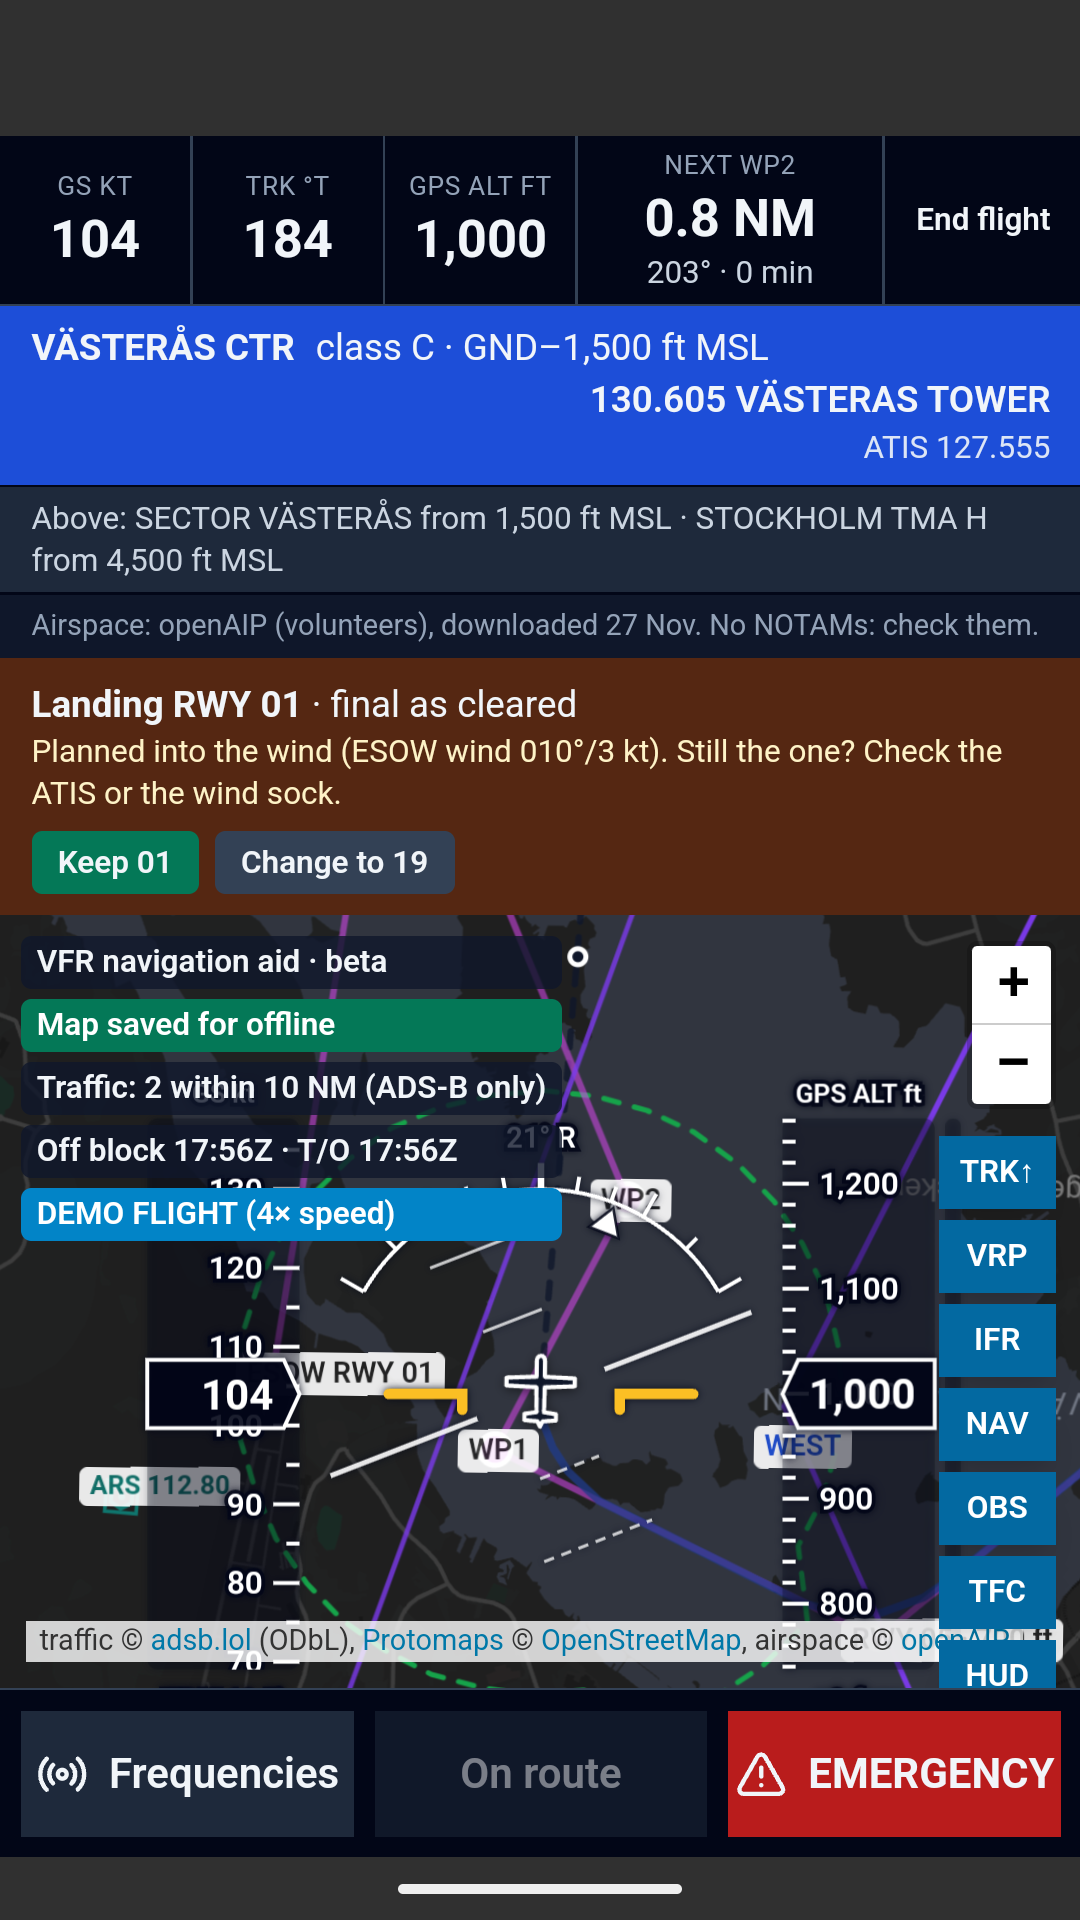 GS KT
104
TRK °T
184
GPS ALT FT
1,000
NEXT WP2
0.8 NM
203° · 0 min
End flight
VÄSTERÅS CTR class C · GND–1,500 ft MSL
130.605 VÄSTERAS TOWER
ATIS 127.555
Above: SECTOR VÄSTERÅS from 1,500 ft MSL · STOCKHOLM TMA H
from 4,500 ft MSL
Airspace: openAIP (volunteers), downloaded 27 Nov. No NOTAMs: check them.
Landing RWY 01 · final as cleared
Planned into the wind (ESOW wind 010°/3 kt). Still the one? Check the
ATIS or the wind sock.
Keep 01
Change to 19
VFR navigation aid · beta
Map saved for offline
Traffic: 2 within 10 NM (ADS-B only)
Off block 17:56Z · T/O 17:56Z
DEMO FLIGHT (4× speed)
+
−
GPS ALT ft
21° R
130
WP2
1,200
TRK↑
120
1,100
VRP
110
IFR
RWY 01
104
1,000
100
NAV
WP1
WEST
ARS 112.80
90
900
OBS
80
800
TFC
traffic © adsb.lol (ODbL), Protomaps © OpenStreetMap, airspace © openAIP
70
HUD
Frequencies
On route
EMERGENCY